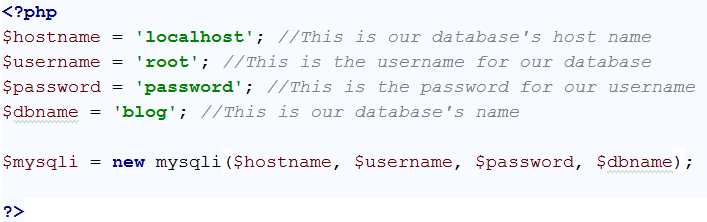 <?php
$hostname = 'localhost'; //This is our database's host name
$username = 'root'; //This is the username for our database
$password = 'password'; //This is the password for our username
$dbname = 'blog'; //This is our database's name
$mysqli = new mysqli($hostname, $username, $password, $dbname);
?>